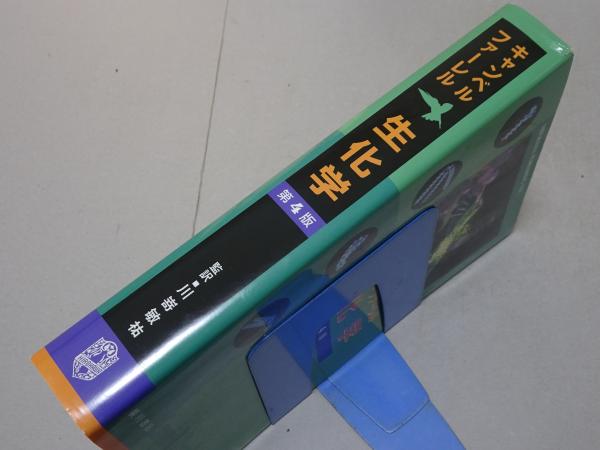 キャンベル
ファーレル
生化学
第4版
監訳■川嵜敏祐